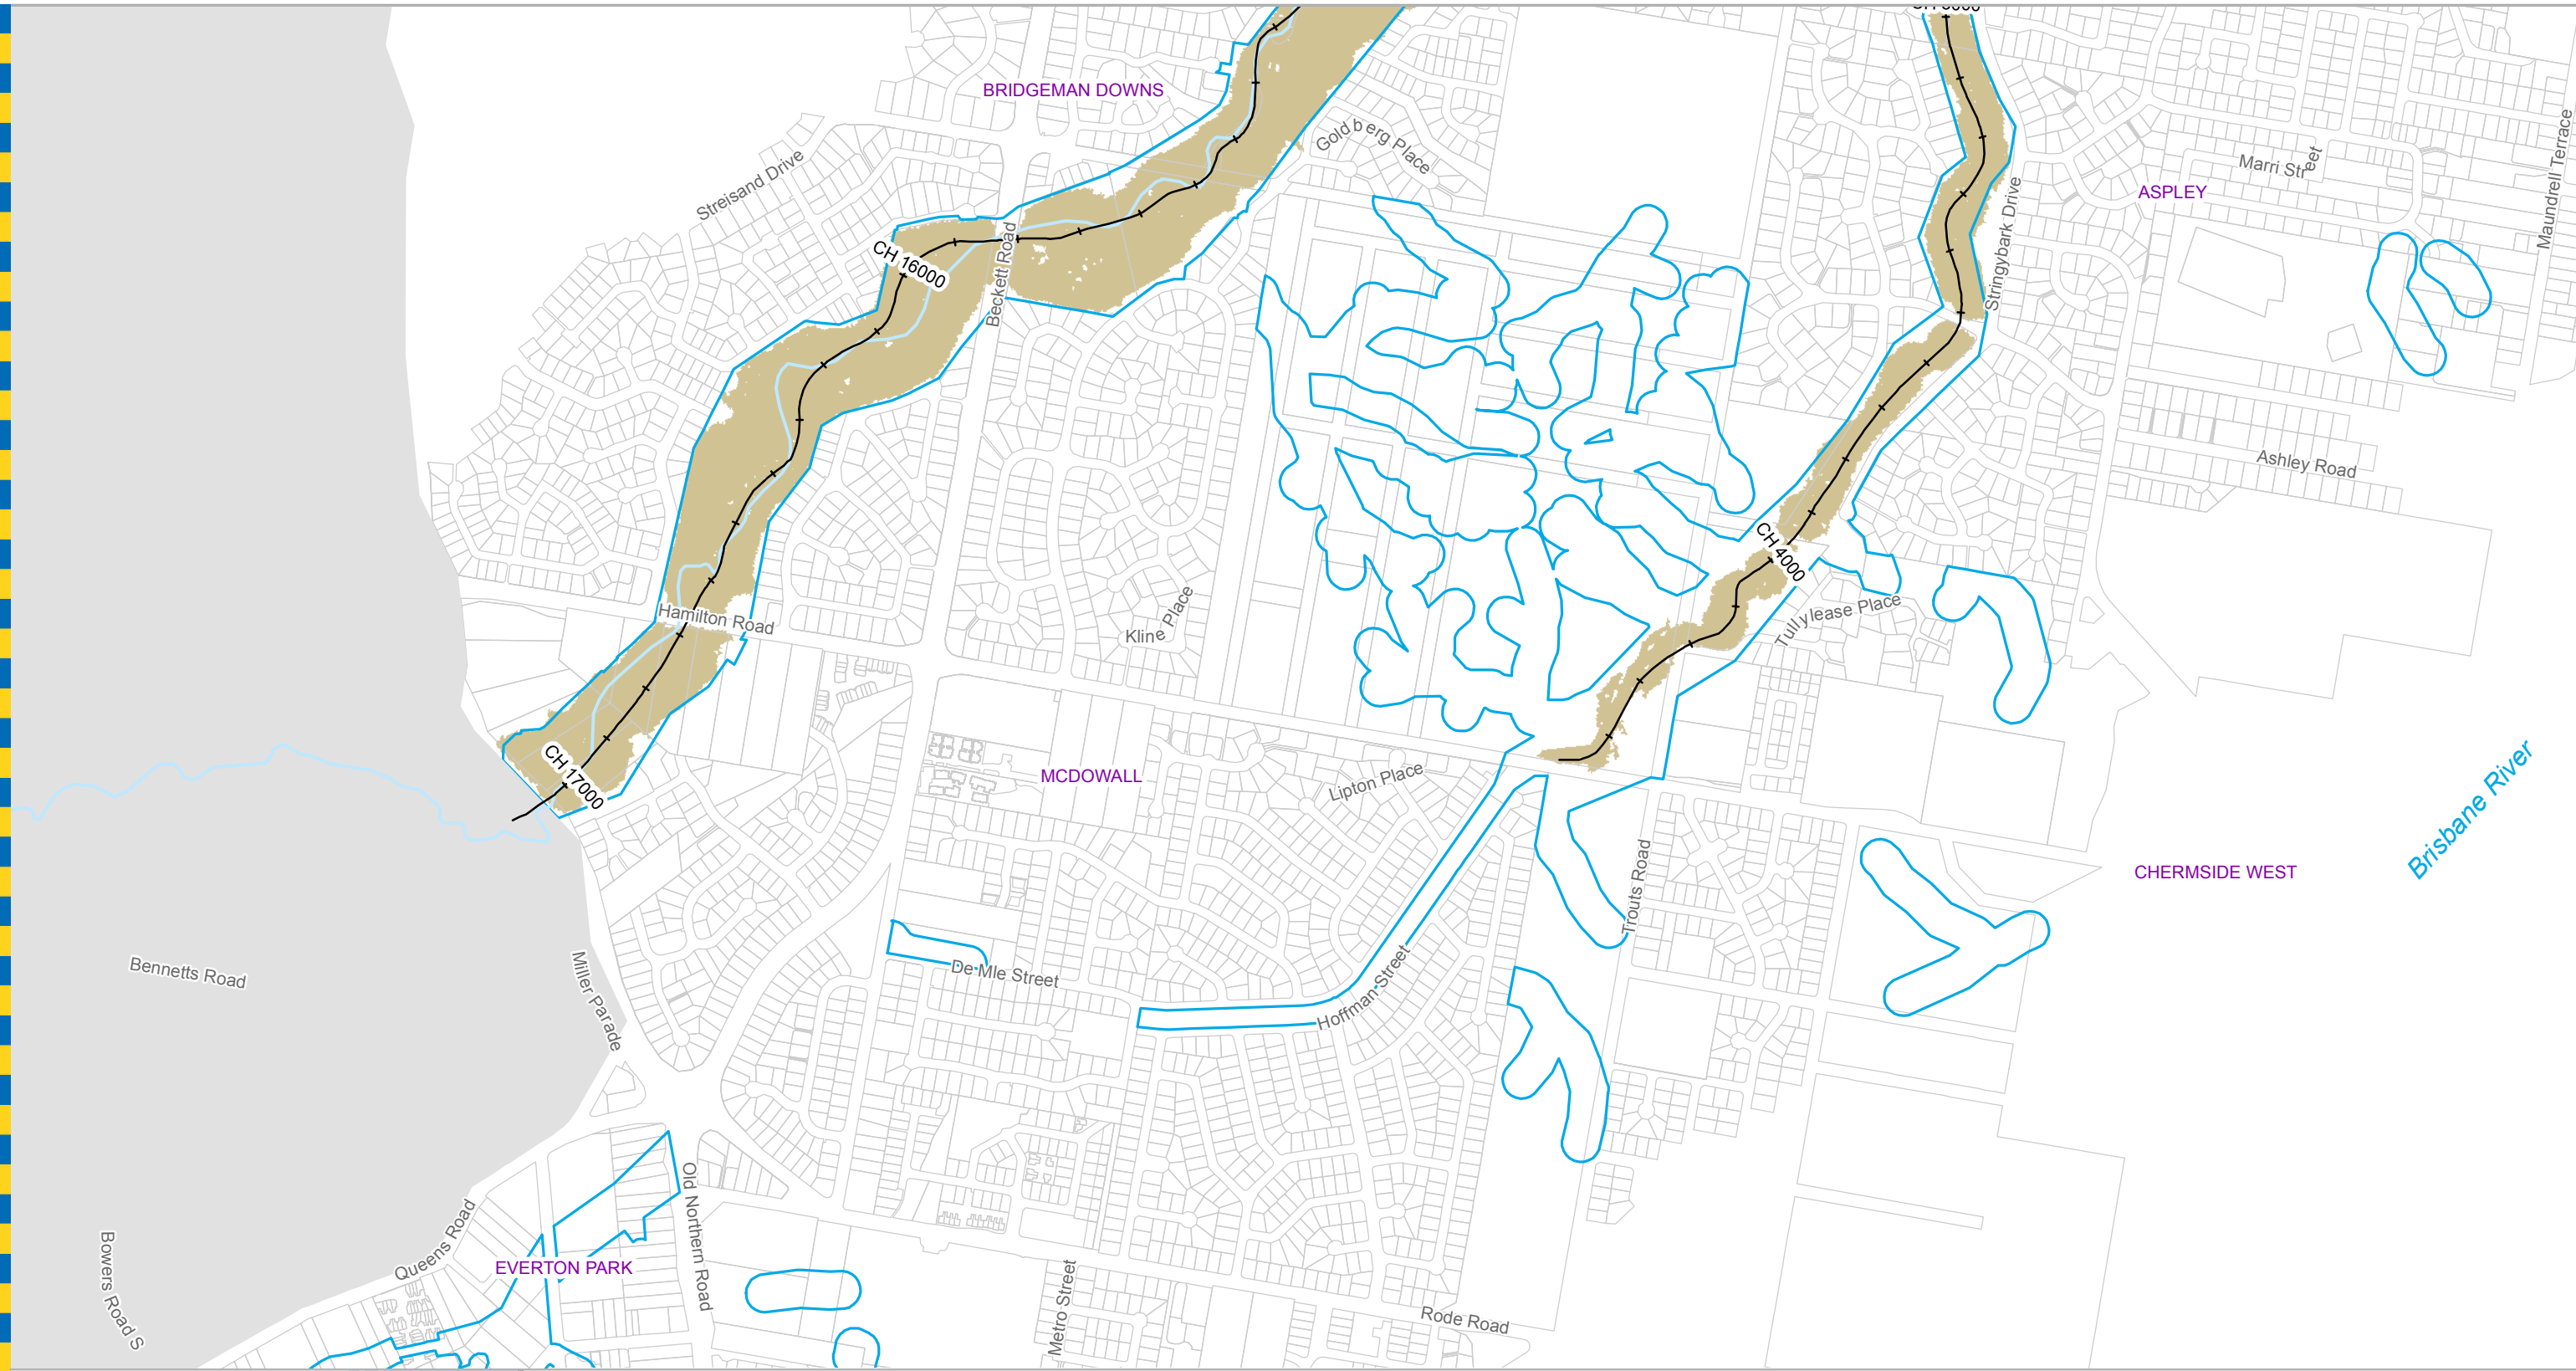 CH 5000
BRIDGEMAN DOWNS
Goldberg Place
Marri Street
Maundrell Terrace
Streisand Drive
ASPLEY
Stringybark Drive
CH 16000
Beckett Road
Ashley Road
CH 4000
Tullylease Place
Hamilton Road
Kline Place
CH 17000
MCDOWALL
Lipton Place
Brisbane River
Trouts Road
CHERMSIDE WEST
Bennetts Road
Miller Parade
De Mle Street
Hoffman Street
Old Northern Road
Queens Road
Bowers Road S
EVERTON PARK
Metro Street
Rode Road